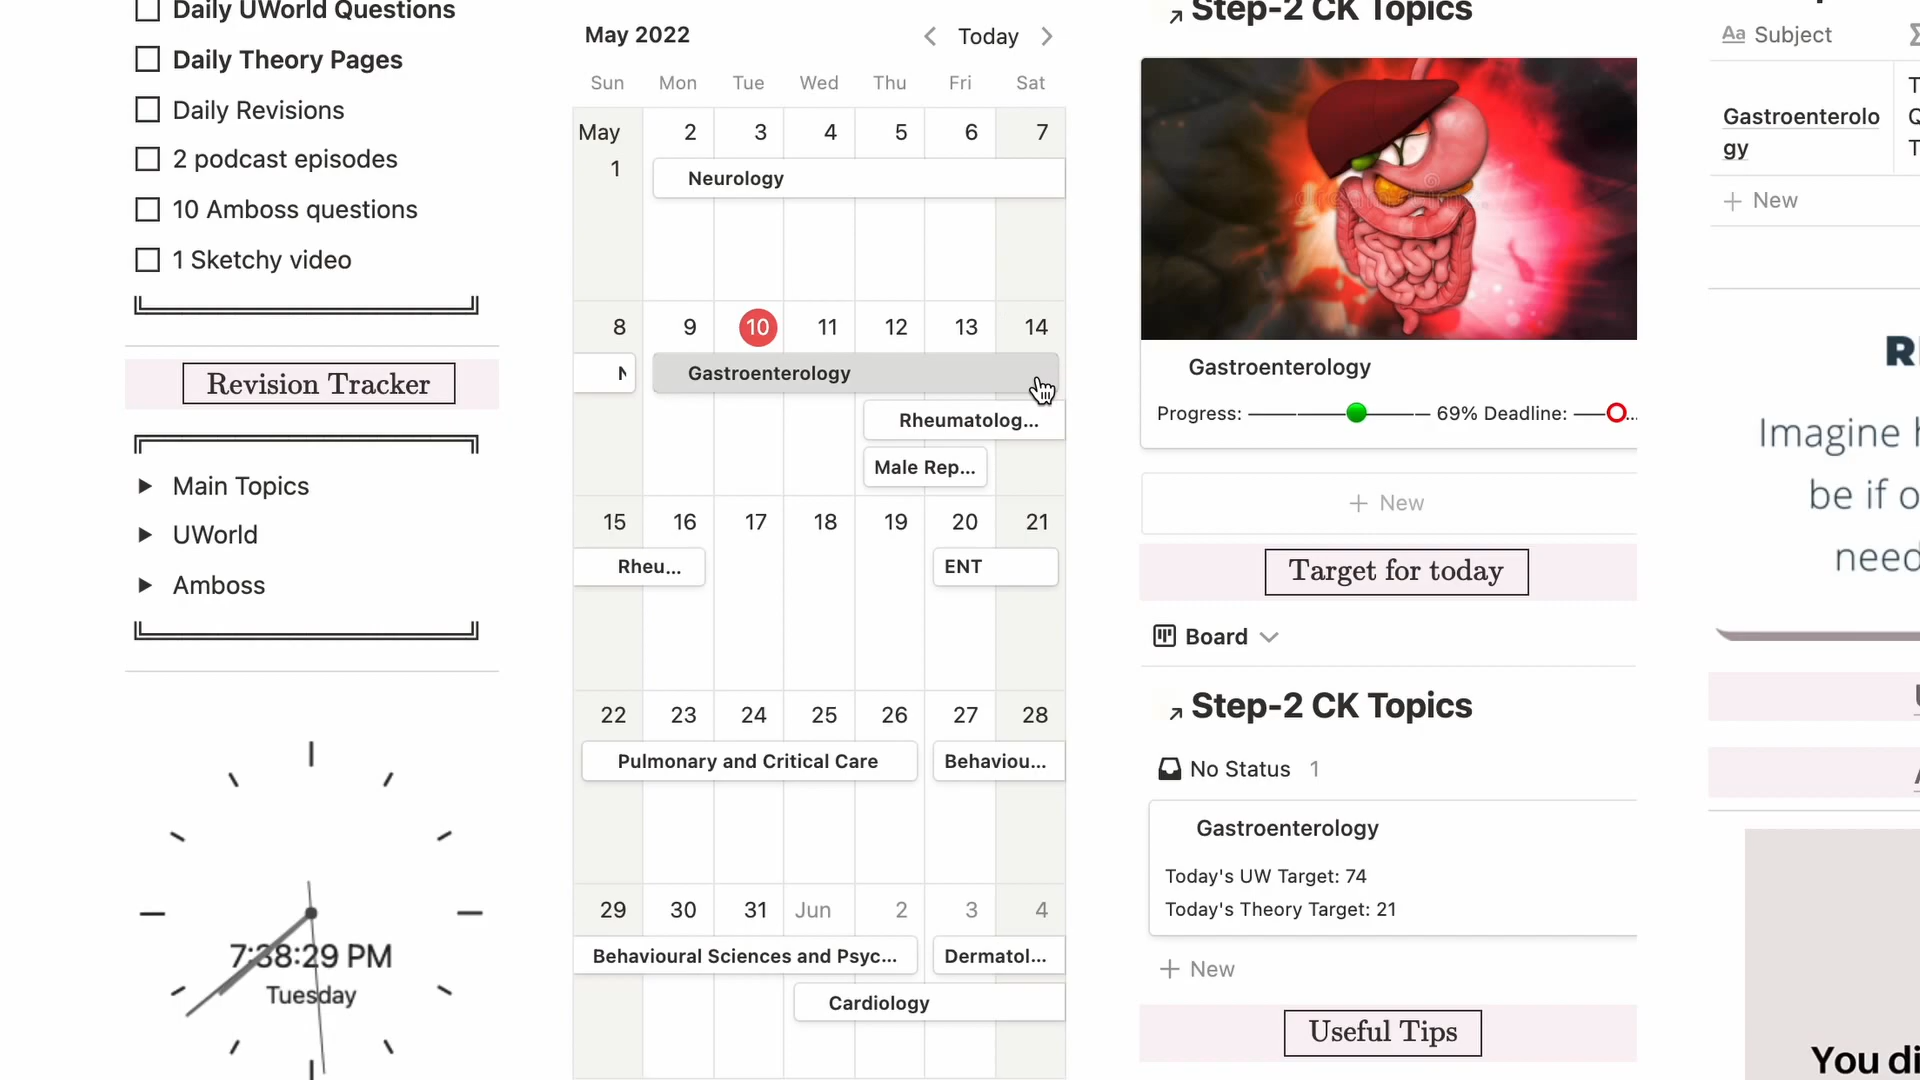 Daily UWorld Questions
Daily Theory Pages
Daily Revisions
2 podcast episodes
10 Amboss questions
1 Sketchy video
Revision Tracker
Main Topics
UWorld
Amboss
7:38:29 PM
Tuesday
May 2022
Today
Sun Mon Tue Wed Thu Fri Sat
May 1 2 3 4 5 6 7
Neurology
8 9 10 11 12 13 14
N Gastroenterology
Rheumatolog...
Male Rep...
15 16 17 18 19 20 21
Rheu... ENT
22 23 24 25 26 27 28
Pulmonary and Critical Care Behaviou...
29 30 31 Jun 2 3 4
Behavioural Sciences and Psyc... Dermatol...
Cardiology
Step-2 CK Topics
Gastroenterology
Progress: 69% Deadline: ...
+ New
Target for today
Board
Step-2 CK Topics
No Status 1
Gastroenterology
Today's UW Target: 74
Today's Theory Target: 21
+ New
Useful Tips
Aa Subject
Gastroenterolo
gy
+ New
Imagine
be if o
need
You di